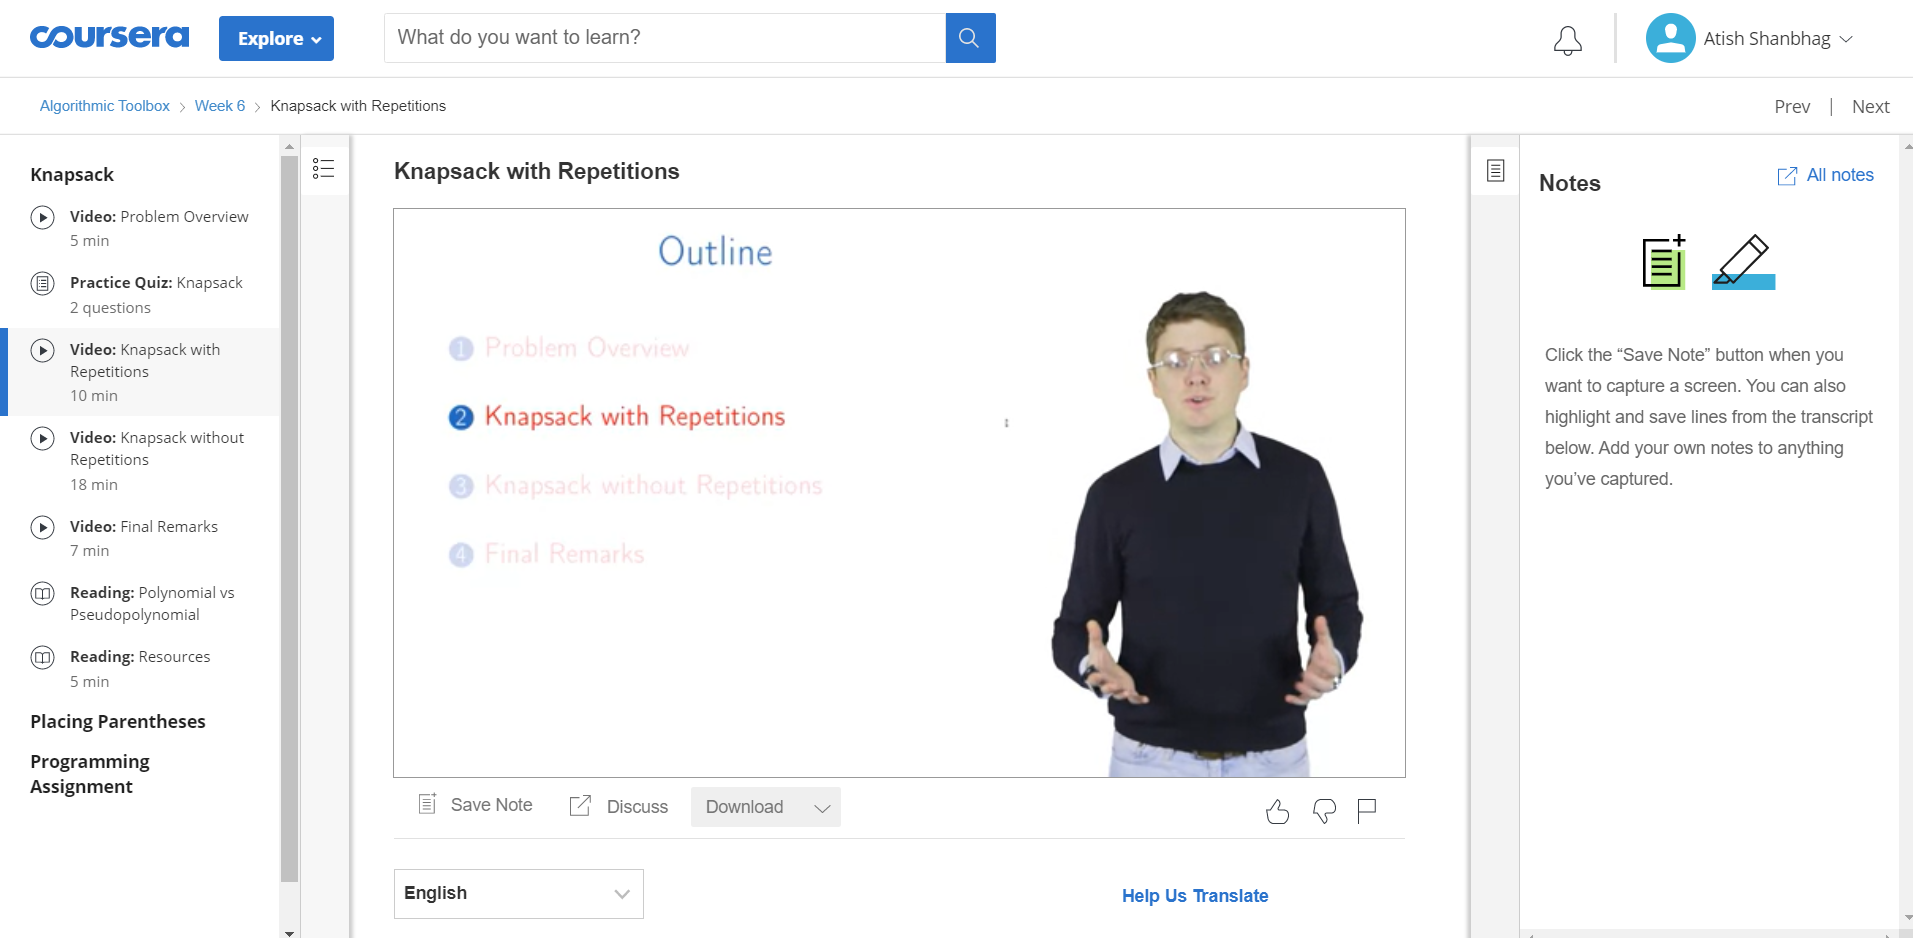 coursera
Explore
What do you want to learn?
Atish Shanbhag
Algorithmic Toolbox > Week 6 > Knapsack with Repetitions
Prev | Next
Knapsack
Video: Problem Overview
5 min
Practice Quiz: Knapsack
2 questions
Video: Knapsack with
Repetitions
10 min
Video: Knapsack without
Repetitions
18 min
Video: Final Remarks
7 min
Reading: Polynomial vs
Pseudopolynomial
Reading: Resources
5 min
Placing Parentheses
Programming
Assignment
Knapsack with Repetitions
Outline
1 Problem Overview
2 Knapsack with Repetitions
3 Knapsack without Repetitions
4 Final Remarks
Save Note
Discuss
Download
English
Help Us Translate
Notes
All notes
Click the “Save Note” button when you
want to capture a screen. You can also
highlight and save lines from the transcript
below. Add your own notes to anything
you’ve captured.